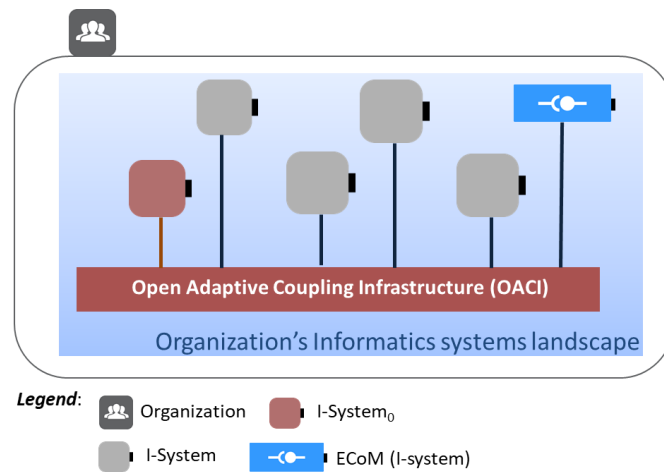 Open Adaptive Coupling Infrastructure (OACI)
Organization's Informatics systems landscape
Legend:
Organization
I-System₀
I-System
ECoM (I-system)